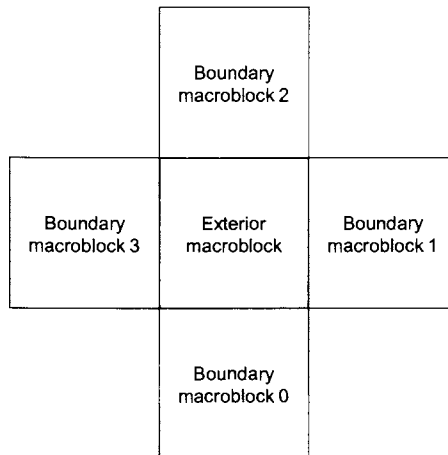 Boundary
macroblock 2
Boundary
macroblock 3
Exterior
macroblock
Boundary
macroblock 1
Boundary
macroblock 0